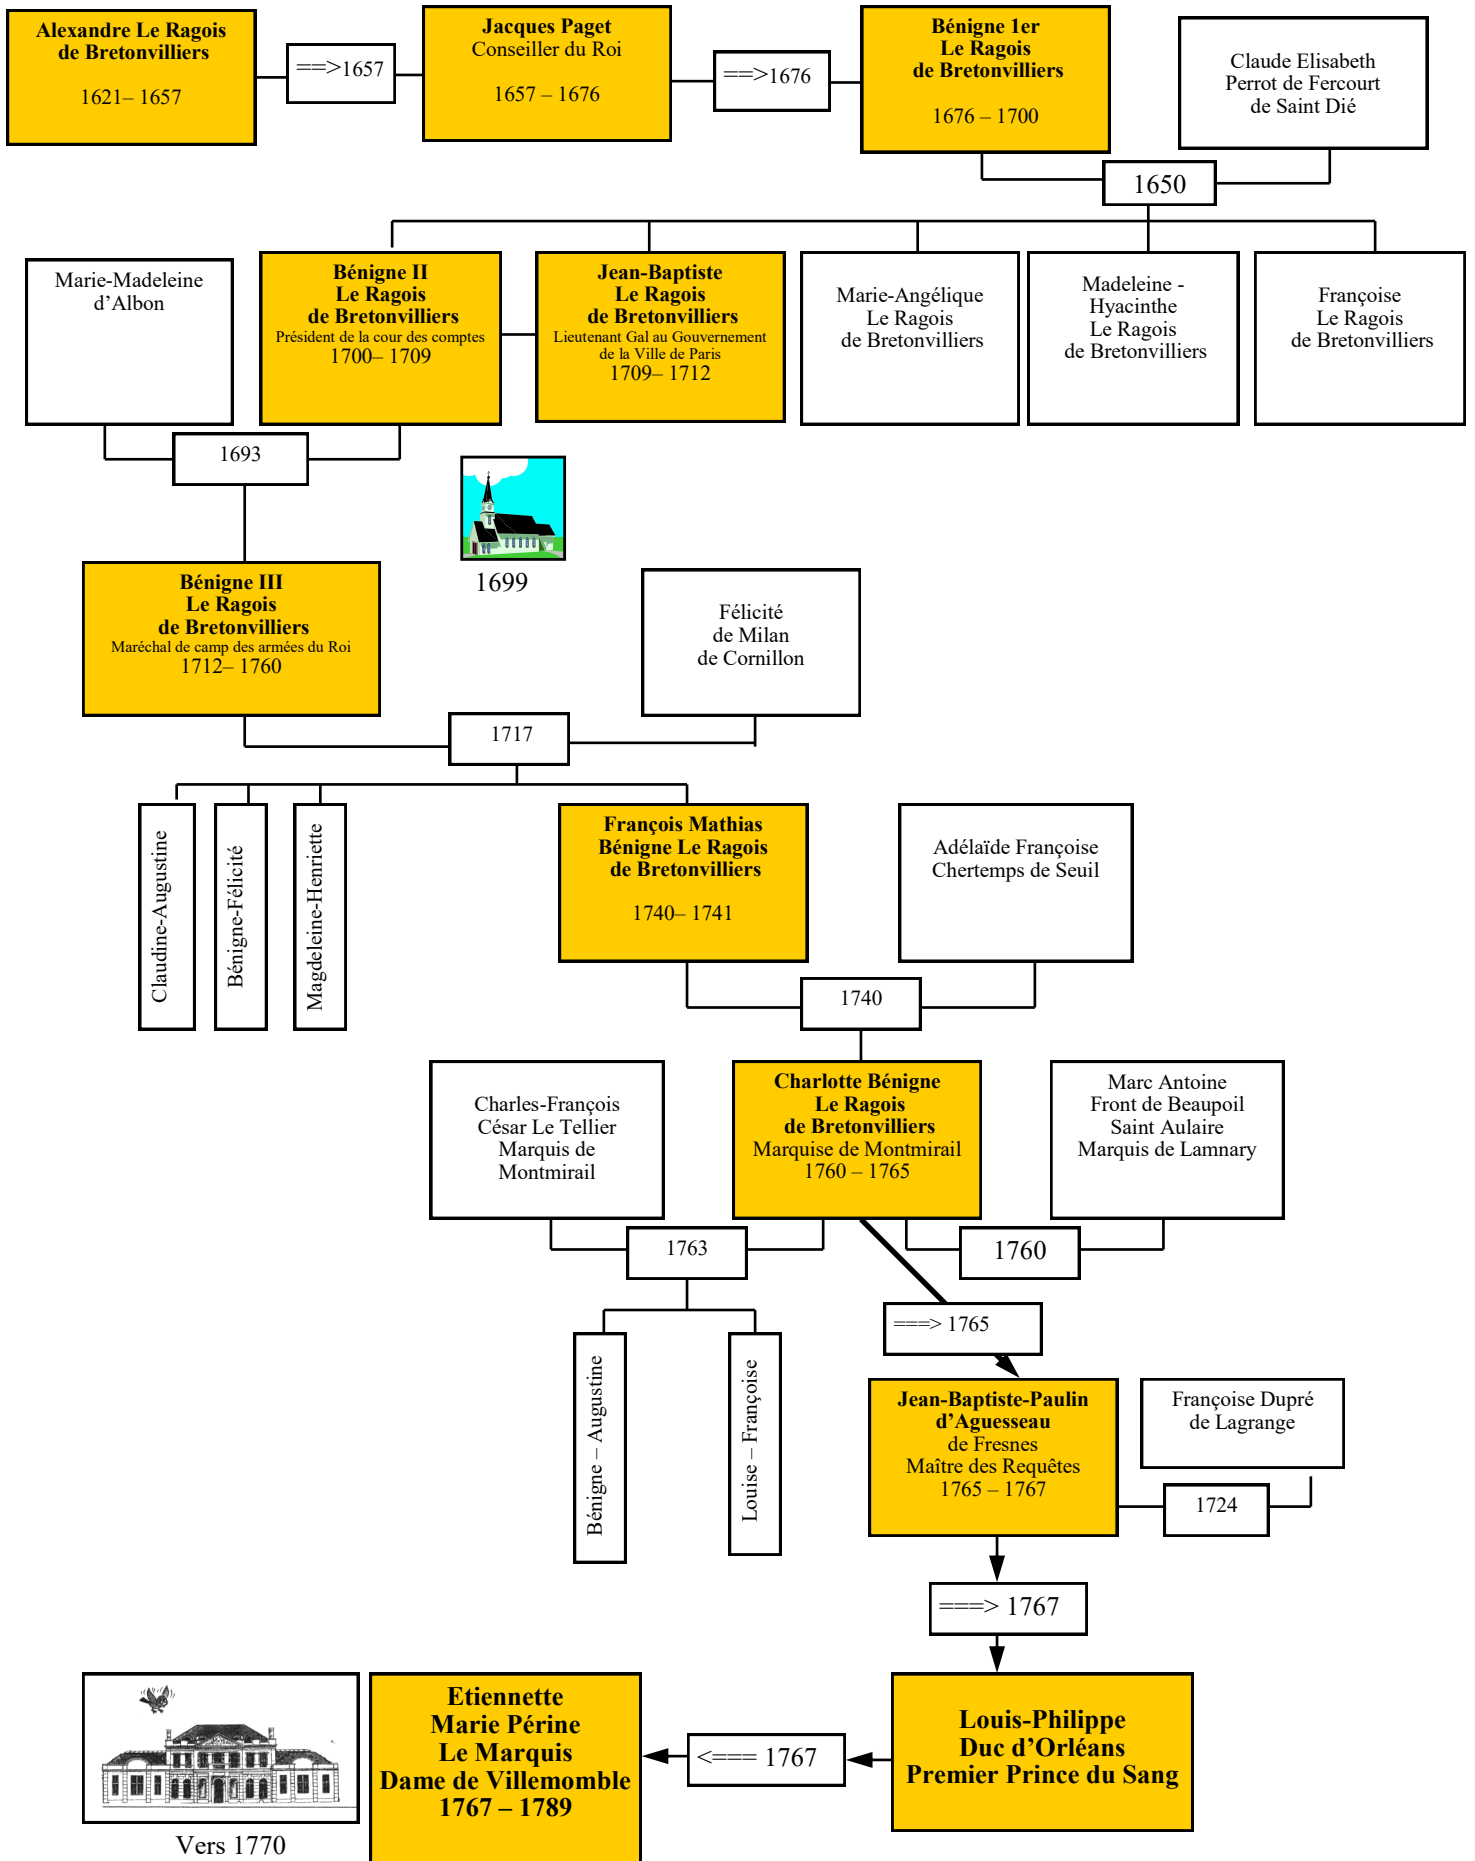 Alexandre Le Ragois
de Bretonvilliers
1621– 1657
==>1657
Jacques Paget
Conseiller du Roi
1657 – 1676
==>1676
Bénigne 1er
Le Ragois
de Bretonvilliers
1676 – 1700
Claude Elisabeth
Perrot de Fercourt
de Saint Dié
1650
Marie-Madeleine
d’Albon
Bénigne II
Le Ragois
de Bretonvilliers
Président de la cour des comptes
1700– 1709
Jean-Baptiste
Le Ragois
de Bretonvilliers
Lieutenant Gal au Gouvernement
de la Ville de Paris
1709– 1712
Marie-Angélique
Le Ragois
de Bretonvilliers
Madeleine -
Hyacinthe
Le Ragois
de Bretonvilliers
Françoise
Le Ragois
de Bretonvilliers
1693
1699
Bénigne III
Le Ragois
de Bretonvilliers
Maréchal de camp des armées du Roi
1712– 1760
Félicité
de Milan
de Cornillon
1717
Claudine-Augustine
Bénigne-Félicité
Magdeleine-Henriette
François Mathias
Bénigne Le Ragois
de Bretonvilliers
1740– 1741
Adélaïde Françoise
Chertemps de Seuil
1740
Charles-François
César Le Tellier
Marquis de
Montmirail
Charlotte Bénigne
Le Ragois
de Bretonvilliers
Marquise de Montmirail
1760 – 1765
Marc Antoine
Front de Beaupoil
Saint Aulaire
Marquis de Lamnary
1763
1760
Bénigne – Augustine
Louise – Françoise
===> 1765
Jean-Baptiste-Paulin
d’Aguesseau
de Fresnes
Maître des Requêtes
1765 – 1767
Françoise Dupré
de Lagrange
1724
===> 1767
Louis-Philippe
Duc d’Orléans
Premier Prince du Sang
<=== 1767
Etiennette
Marie Périne
Le Marquis
Dame de Villemomble
1767 – 1789
Vers 1770